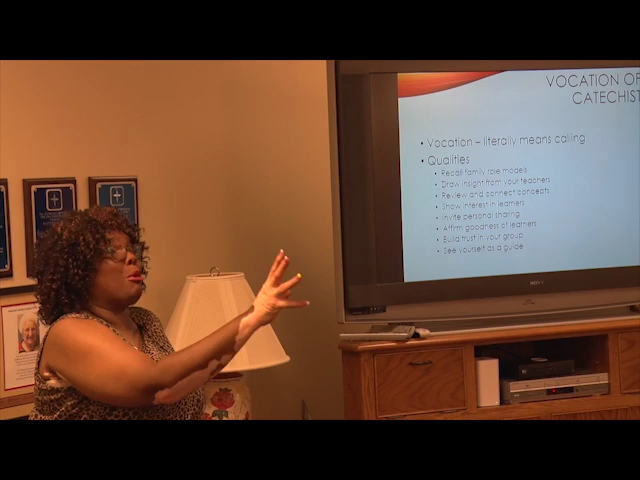 VOCATION OF
CATECHIST
• Vocation – literally means calling
• Qualities
• Recall family role models
• Draw insight from your teachers
• Review and connect concepts
• Show interest in learners
• Invite personal sharing
• Affirm goodness of learners
• Build trust in your group
• See yourself as a guide
SONY